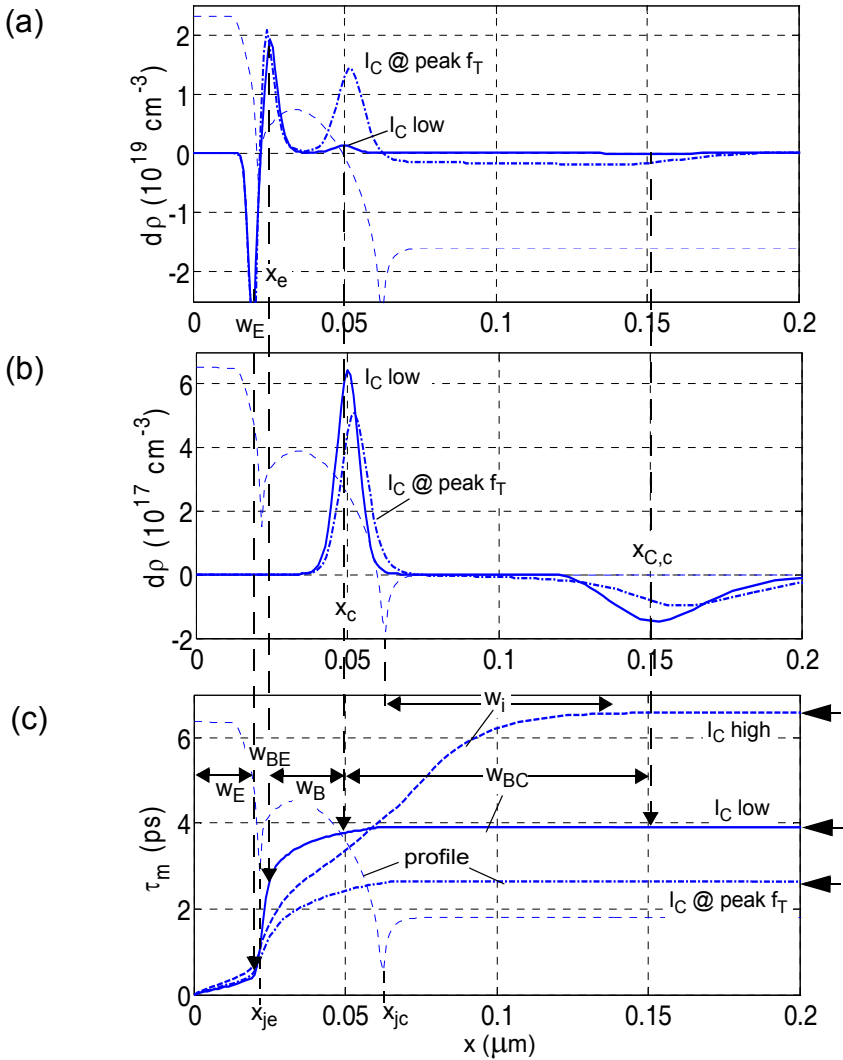 (a)
dρ (10^19 cm^-3)
2
1
0
-1
-2
I_C @ peak f_T
I_C low
x_e
w_E
0
0.05
0.1
0.15
0.2
(b)
dρ (10^17 cm^-3)
6
4
2
0
-2
I_C low
I_C @ peak f_T
x_C,c
x_c
0
0.05
0.1
0.15
0.2
(c)
τ_m (ps)
6
4
2
0
w_i
I_C high
w_BE
w_E
w_B
w_BC
I_C low
profile
I_C @ peak f_T
x_je
x_jc
0
0.05
0.1
0.15
0.2
x (μm)